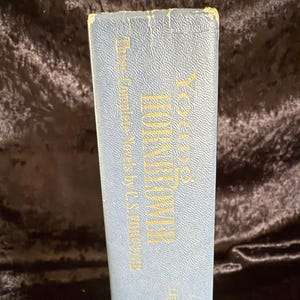 Young
HORNBLOWER
Three Complete Novels by C. S. FORESTER